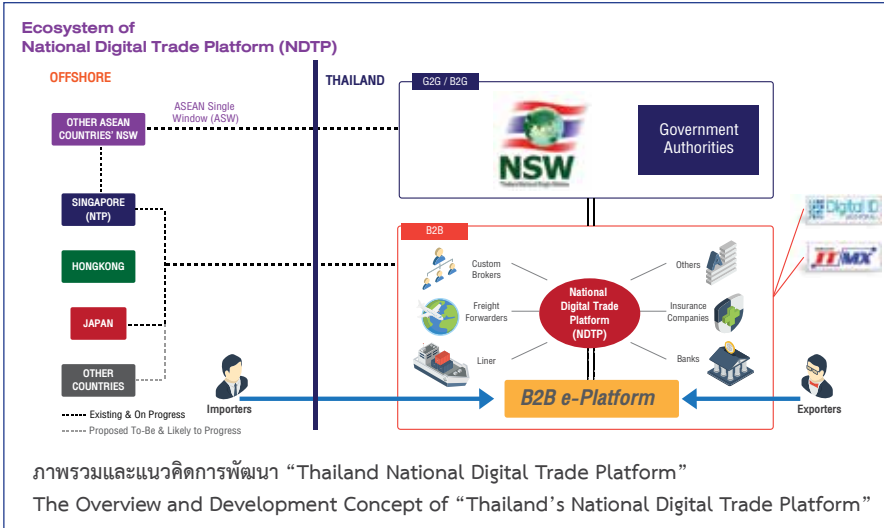 Ecosystem of
National Digital Trade Platform (NDTP)
OFFSHORE
THAILAND
G2G / B2G
ASEAN Single
Window (ASW)
OTHER ASEAN
COUNTRIES' NSW
NSW
Government
Authorities
SINGAPORE
(NTP)
HONGKONG
JAPAN
OTHER
COUNTRIES
B2B
Custom
Brokers
Freight
Forwarders
Liner
National
Digital Trade
Platform
(NDTP)
Others
Insurance
Companies
Banks
Digital ID
ITMX
Importers
B2B e-Platform
Exporters
Existing & On Progress
Proposed To-Be & Likely to Progress
ภาพรวมและแนวคิดการพัฒนา “Thailand National Digital Trade Platform”
The Overview and Development Concept of “Thailand's National Digital Trade Platform”